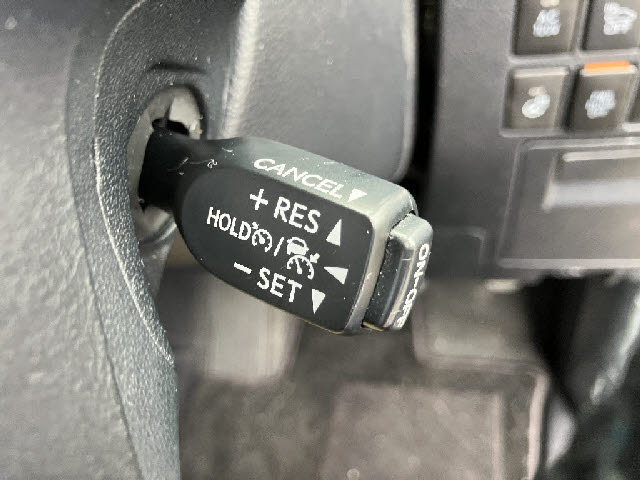 CANCEL▼
+ RES ▲
HOLD /
− SET ▼
ON-OFF